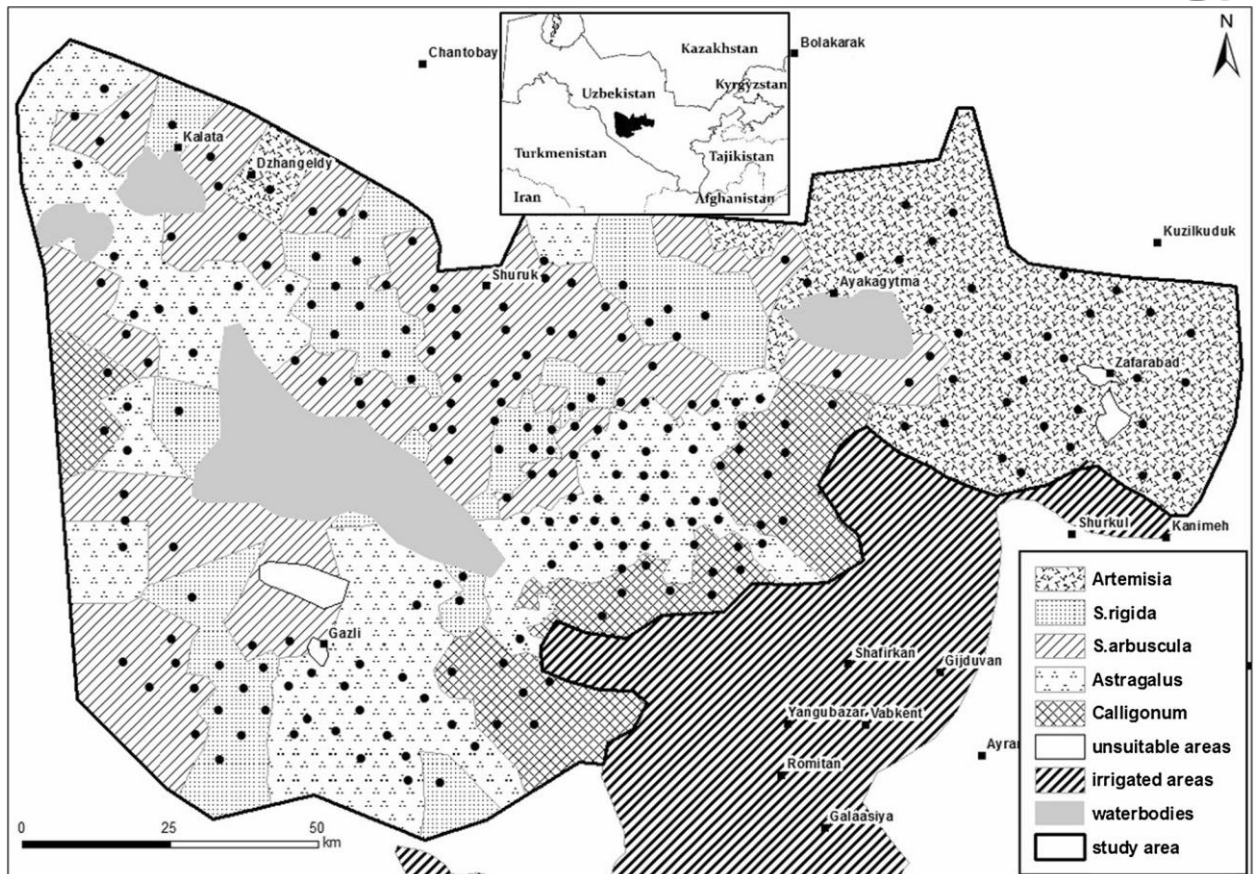 N
Chantobay
Bolakarak
Kazakhstan
Uzbekistan
Kyrgyzstan
Turkmenistan
Tajikistan
Iran
Afghanistan
Kalata
Dzhangeldy
Kuzilkuduk
Shuruk
Ayakagytma
Zafarabad
Shurkul
Kanimeh
Gazli
Shafirkan
Gijduvan
Yangubazar
Vabkent
Romitan
Galaasiya
Artemisia
S.rigida
S.arbuscula
Astragalus
Calligonum
unsuitable areas
irrigated areas
waterbodies
study area
0 25 50
km